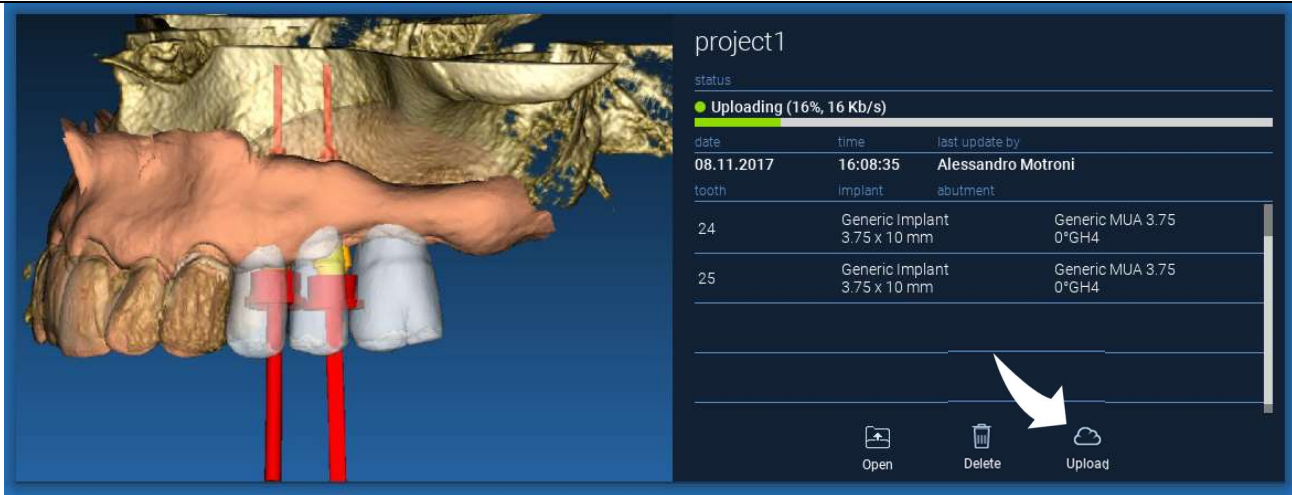 project1
status
Uploading (16%, 16 Kb/s)
date time last update by
08.11.2017 16:08:35 Alessandro Motroni
tooth implant abutment
24 Generic Implant Generic MUA 3.75
3.75 x 10 mm 0°GH4
25 Generic Implant Generic MUA 3.75
3.75 x 10 mm 0°GH4
Open Delete Upload